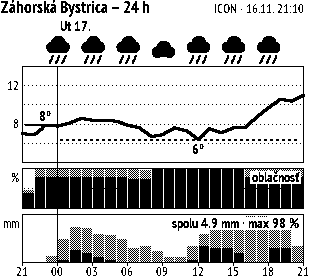 Záhorská Bystrica – 24 h
ICON · 16.11. 21:10
Ut 17.
12
8
8°
6°
%
oblačnosť
mm
spolu 4.9 mm · max 98 %
21 00 03 06 09 12 15 18 21